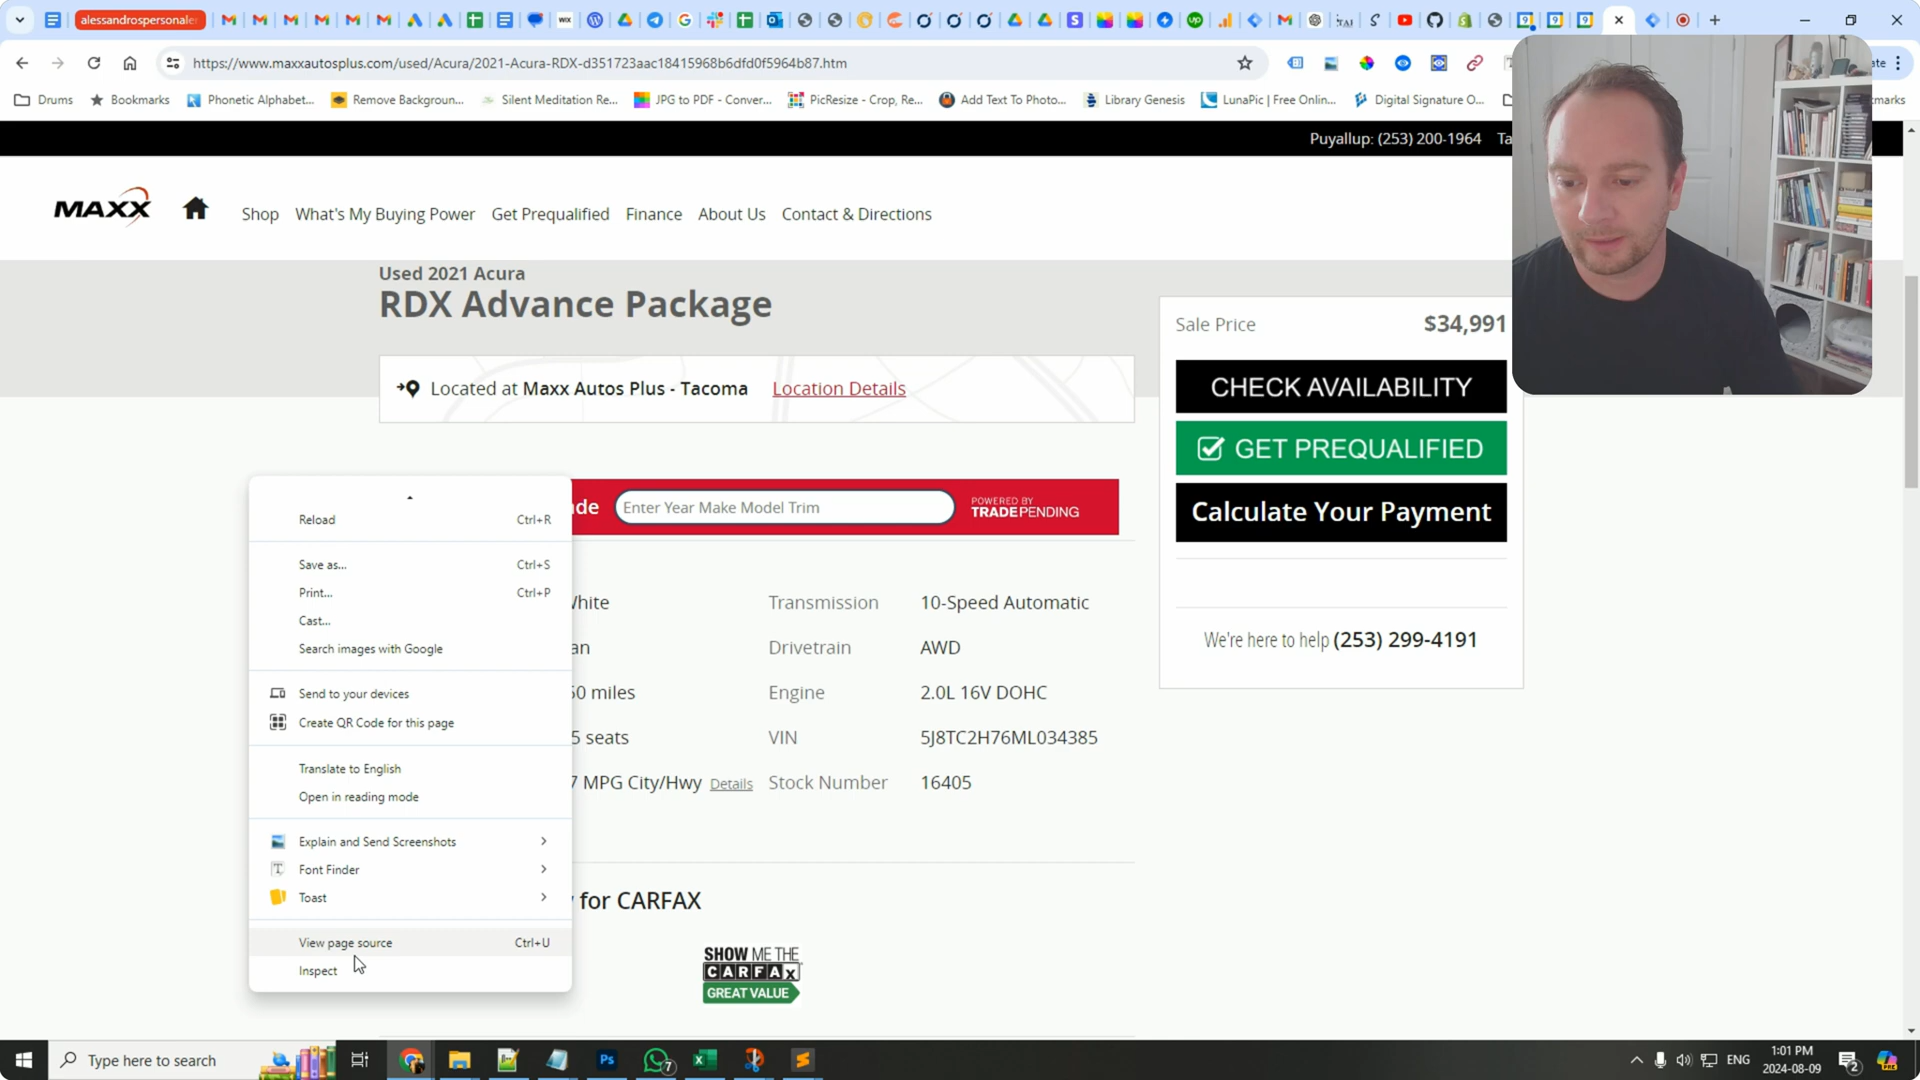 alessandrospersonaler
https://www.maxxautosplus.com/used/Acura/2021-Acura-RDX-d351723aac18415968b6dfd0f5964b87.htm
Drums
Bookmarks
Phonetic Alphabet...
Remove Backgroun...
Silent Meditation Re...
JPG to PDF - Conver...
PicResize - Crop, Re...
Add Text To Photo...
Library Genesis
LunaPic | Free Onlin...
Digital Signature O...
Puyallup: (253) 200-1964
MAXX
Shop
What's My Buying Power
Get Prequalified
Finance
About Us
Contact & Directions
Used 2021 Acura
RDX Advance Package
Located at Maxx Autos Plus - Tacoma
Location Details
Sale Price
$34,991
CHECK AVAILABILITY
GET PREQUALIFIED
Calculate Your Payment
We're here to help (253) 299-4191
Enter Year Make Model Trim
POWERED BY
TRADEPENDING
Transmission
10-Speed Automatic
Drivetrain
AWD
Engine
2.0L 16V DOHC
5 seats
VIN
5J8TC2H76ML034385
MPG City/Hwy
Details
Stock Number
16405
for CARFAX
SHOW ME THE
CARFAX
GREAT VALUE
Reload Ctrl+R
Save as... Ctrl+S
Print... Ctrl+P
Cast...
Search images with Google
Send to your devices
Create QR Code for this page
Translate to English
Open in reading mode
Explain and Send Screenshots
Font Finder
Toast
View page source Ctrl+U
Inspect
Type here to search
ENG
1:01 PM
2024-08-09